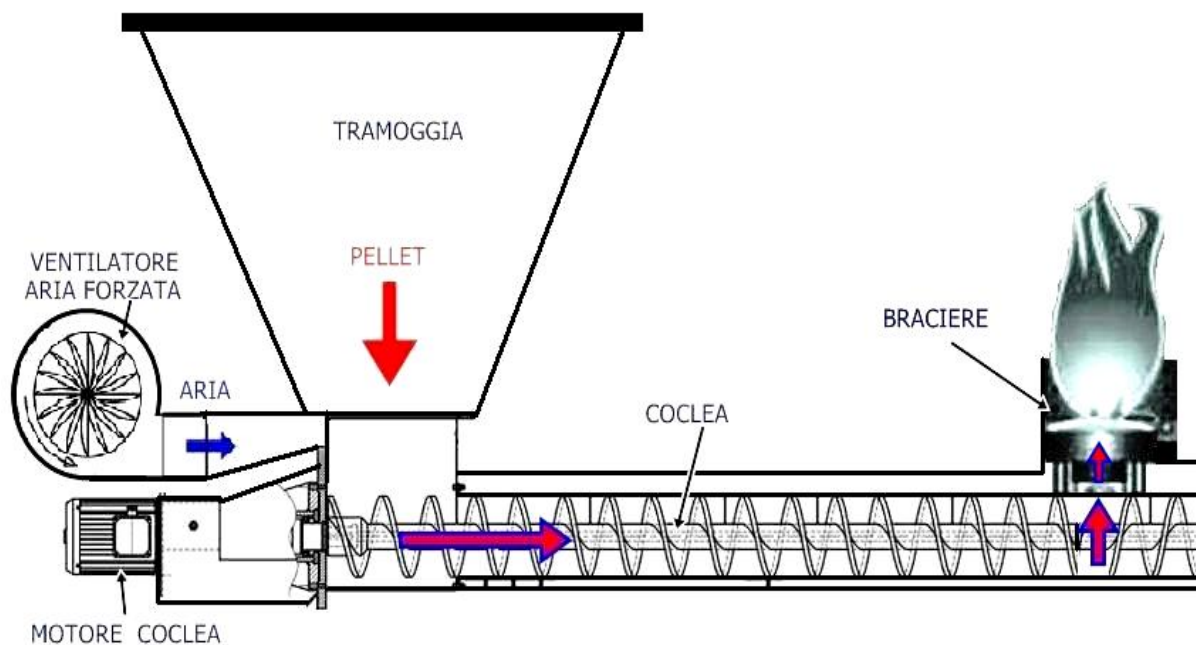 TRAMOGGIA
VENTILATORE
ARIA FORZATA
PELLET
BRACIERE
ARIA
COCLEA
MOTORE COCLEA